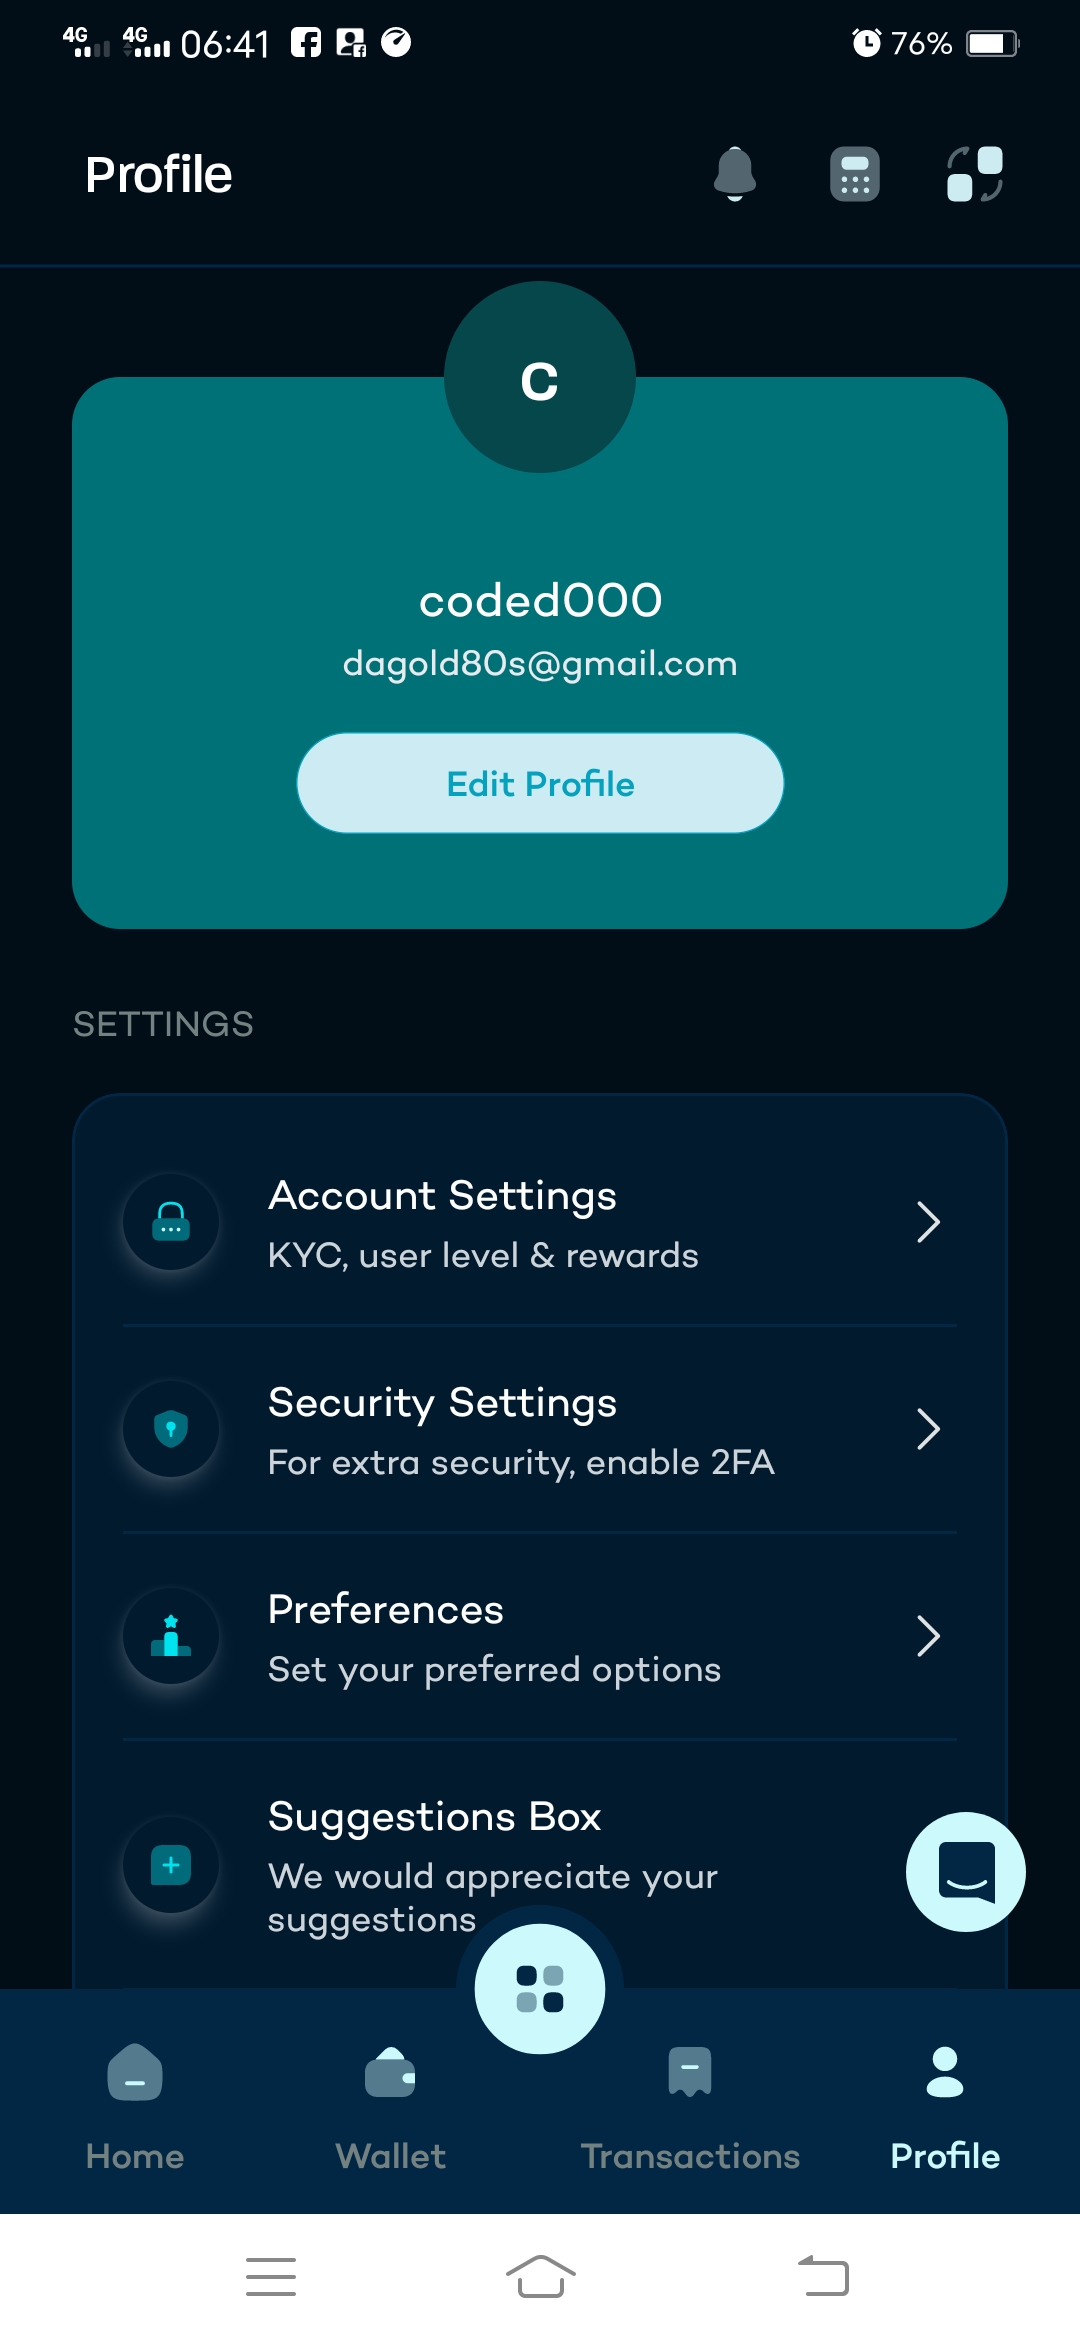 4G 4G 06:41 76%
Profile
C
coded000
dagold80s@gmail.com
Edit Profile
SETTINGS
Account Settings
KYC, user level & rewards
Security Settings
For extra security, enable 2FA
Preferences
Set your preferred options
Suggestions Box
We would appreciate your
suggestions
Home Wallet Transactions Profile